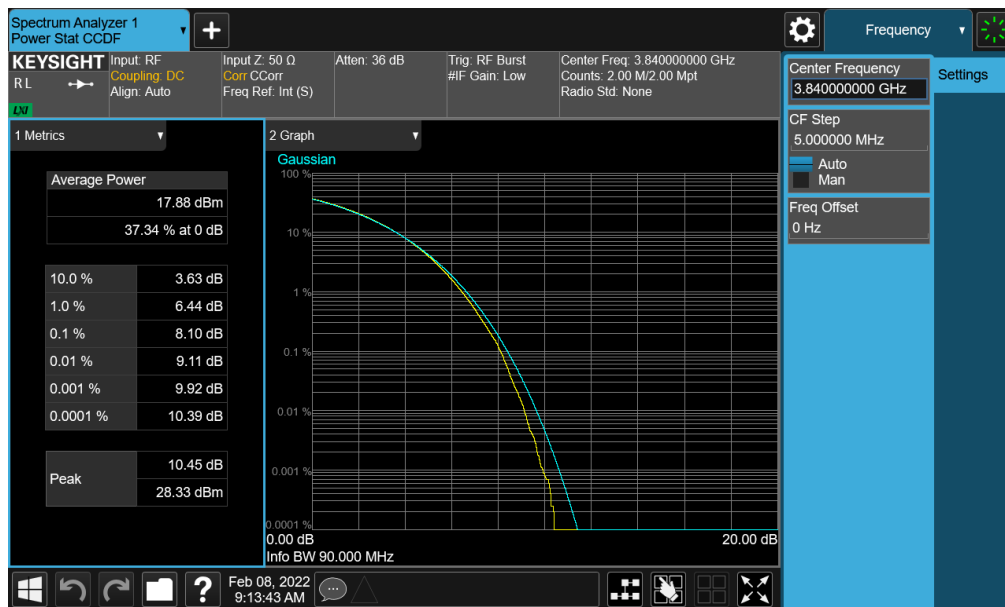 Spectrum Analyzer 1
Power Stat CCDF
Frequency
KEYSIGHT
R L
LXI
Input: RF
Coupling: DC
Align: Auto
Input Z: 50 Ω
Corr CCorr
Freq Ref: Int (S)
Atten: 36 dB
Trig: RF Burst
#IF Gain: Low
Center Freq: 3.840000000 GHz
Counts: 2.00 M/2.00 Mpt
Radio Std: None
Center Frequency
3.840000000 GHz
Settings
CF Step
5.000000 MHz
Auto
Man
Freq Offset
0 Hz
1 Metrics
Average Power
17.88 dBm
37.34 % at 0 dB
10.0 % 3.63 dB
1.0 % 6.44 dB
0.1 % 8.10 dB
0.01 % 9.11 dB
0.001 % 9.92 dB
0.0001 % 10.39 dB
Peak
10.45 dB
28.33 dBm
2 Graph
Gaussian
100 %
10 %
1 %
0.1 %
0.01 %
0.001 %
0.0001 %
0.00 dB 20.00 dB
Info BW 90.000 MHz
?
Feb 08, 2022
9:13:43 AM